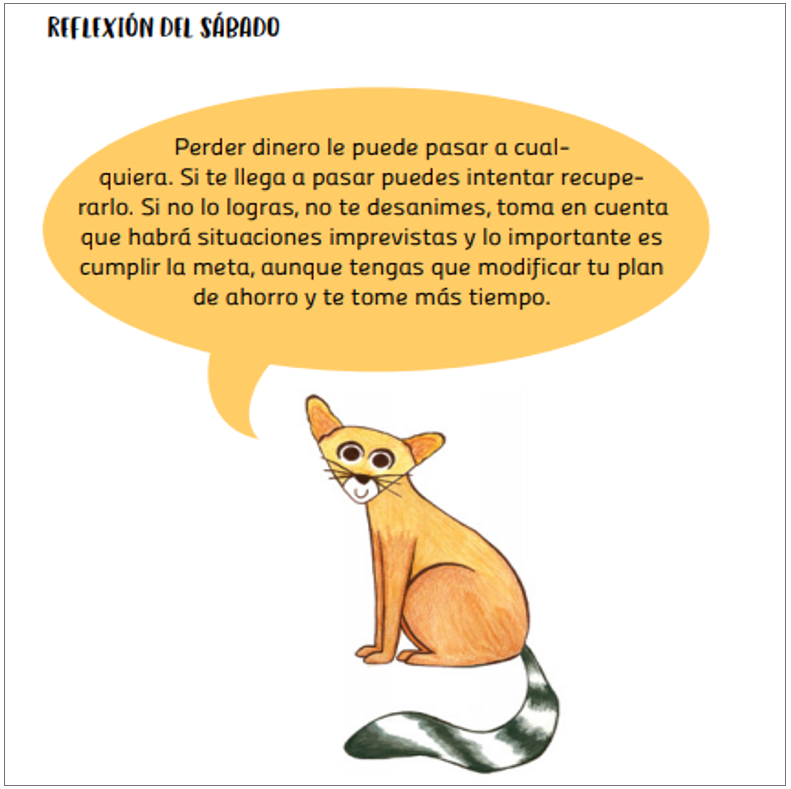 REFLEXIÓN DEL SÁBADO
Perder dinero le puede pasar a cual-
quiera. Si te llega a pasar puedes intentar recupe-
rarlo. Si no lo logras, no te desanimes, toma en cuenta
que habrá situaciones imprevistas y lo importante es
cumplir la meta, aunque tengas que modificar tu plan
de ahorro y te tome más tiempo.